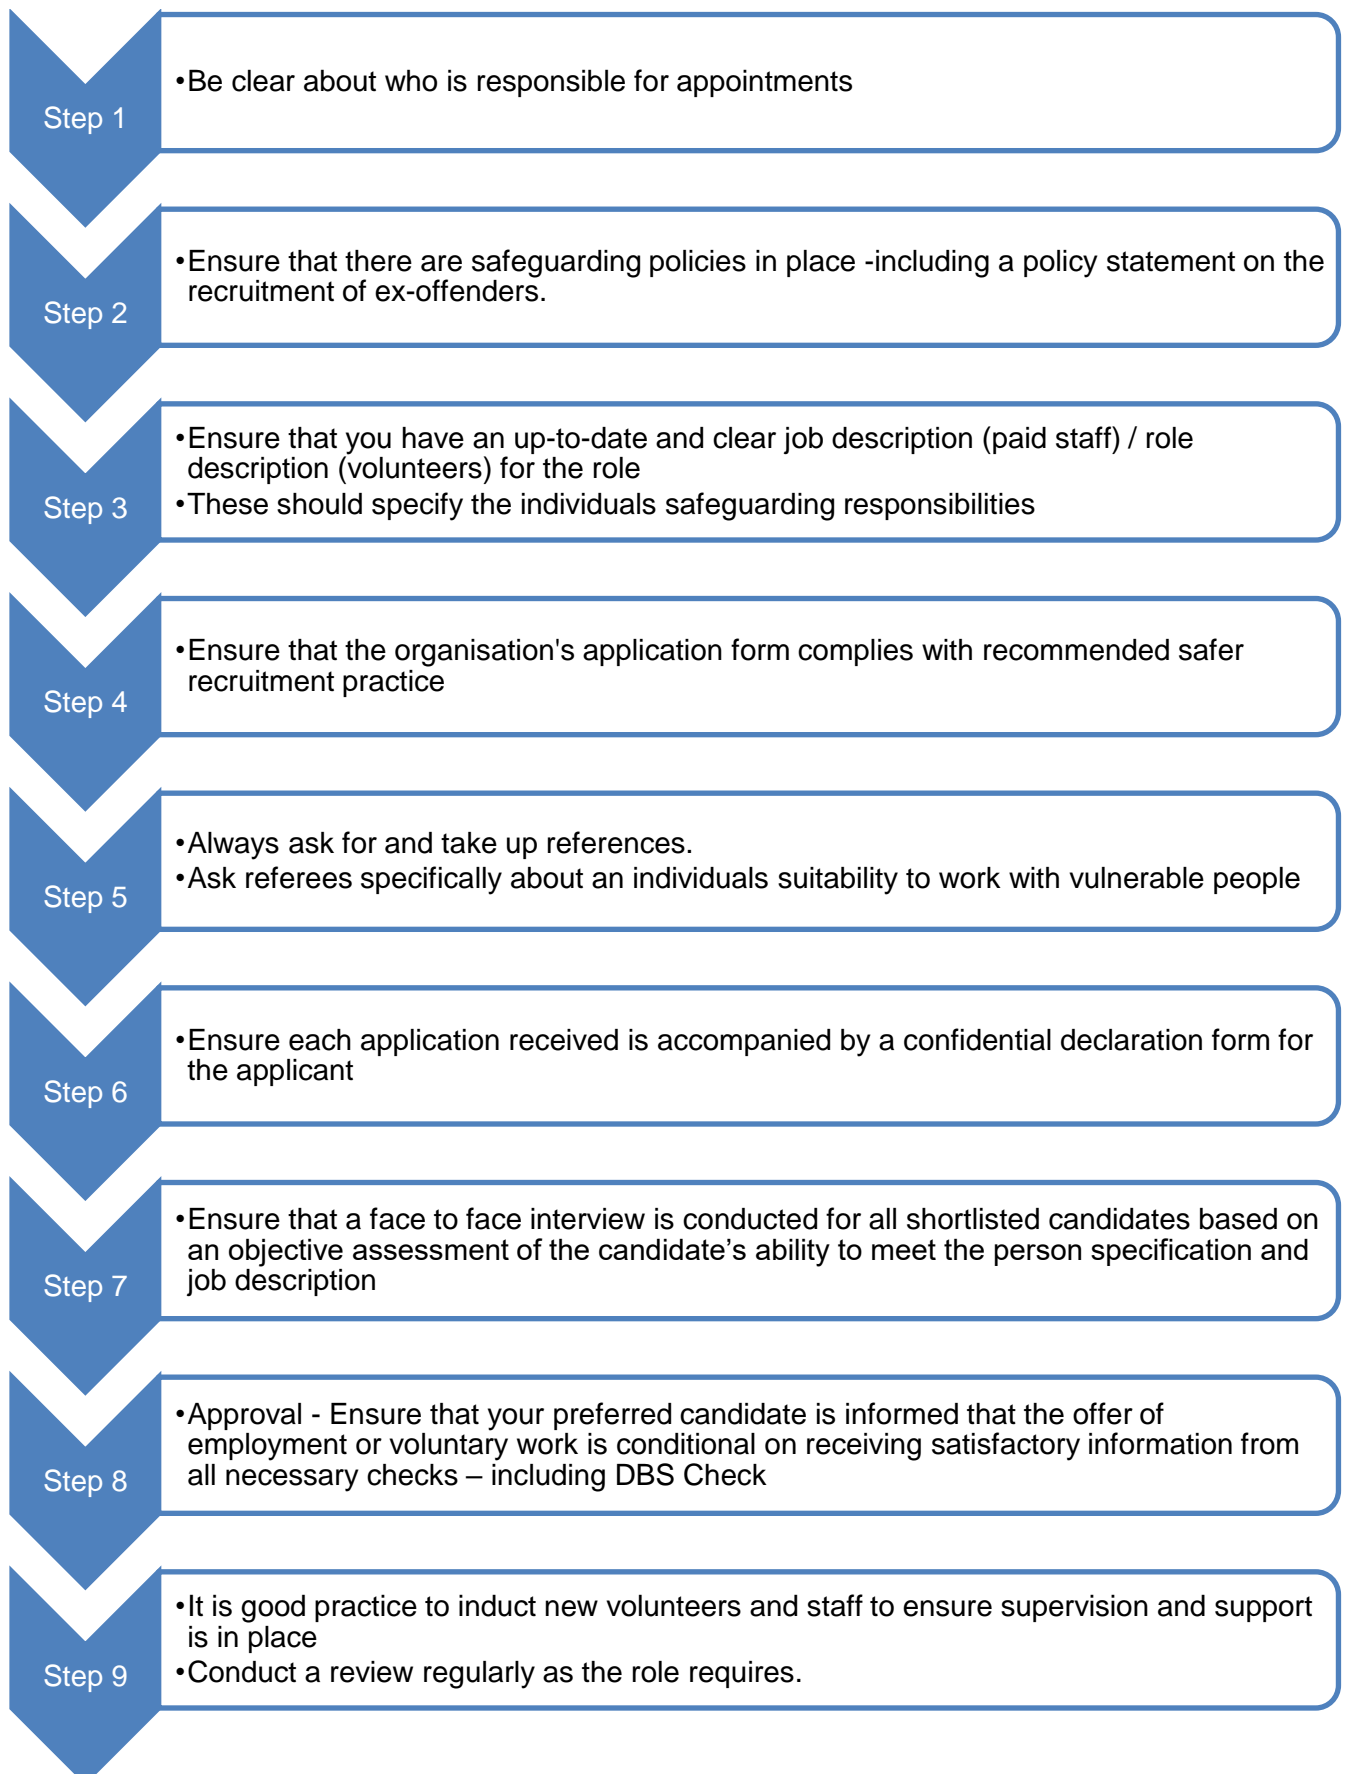 Step 1
•Be clear about who is responsible for appointments
Step 2
•Ensure that there are safeguarding policies in place -including a policy statement on the
recruitment of ex-offenders.
Step 3
•Ensure that you have an up-to-date and clear job description (paid staff) / role
description (volunteers) for the role
•These should specify the individuals safeguarding responsibilities
Step 4
•Ensure that the organisation's application form complies with recommended safer
recruitment practice
Step 5
•Always ask for and take up references.
•Ask referees specifically about an individuals suitability to work with vulnerable people
Step 6
•Ensure each application received is accompanied by a confidential declaration form for
the applicant
Step 7
•Ensure that a face to face interview is conducted for all shortlisted candidates based on
an objective assessment of the candidate’s ability to meet the person specification and
job description
Step 8
•Approval - Ensure that your preferred candidate is informed that the offer of
employment or voluntary work is conditional on receiving satisfactory information from
all necessary checks – including DBS Check
Step 9
•It is good practice to induct new volunteers and staff to ensure supervision and support
is in place
•Conduct a review regularly as the role requires.